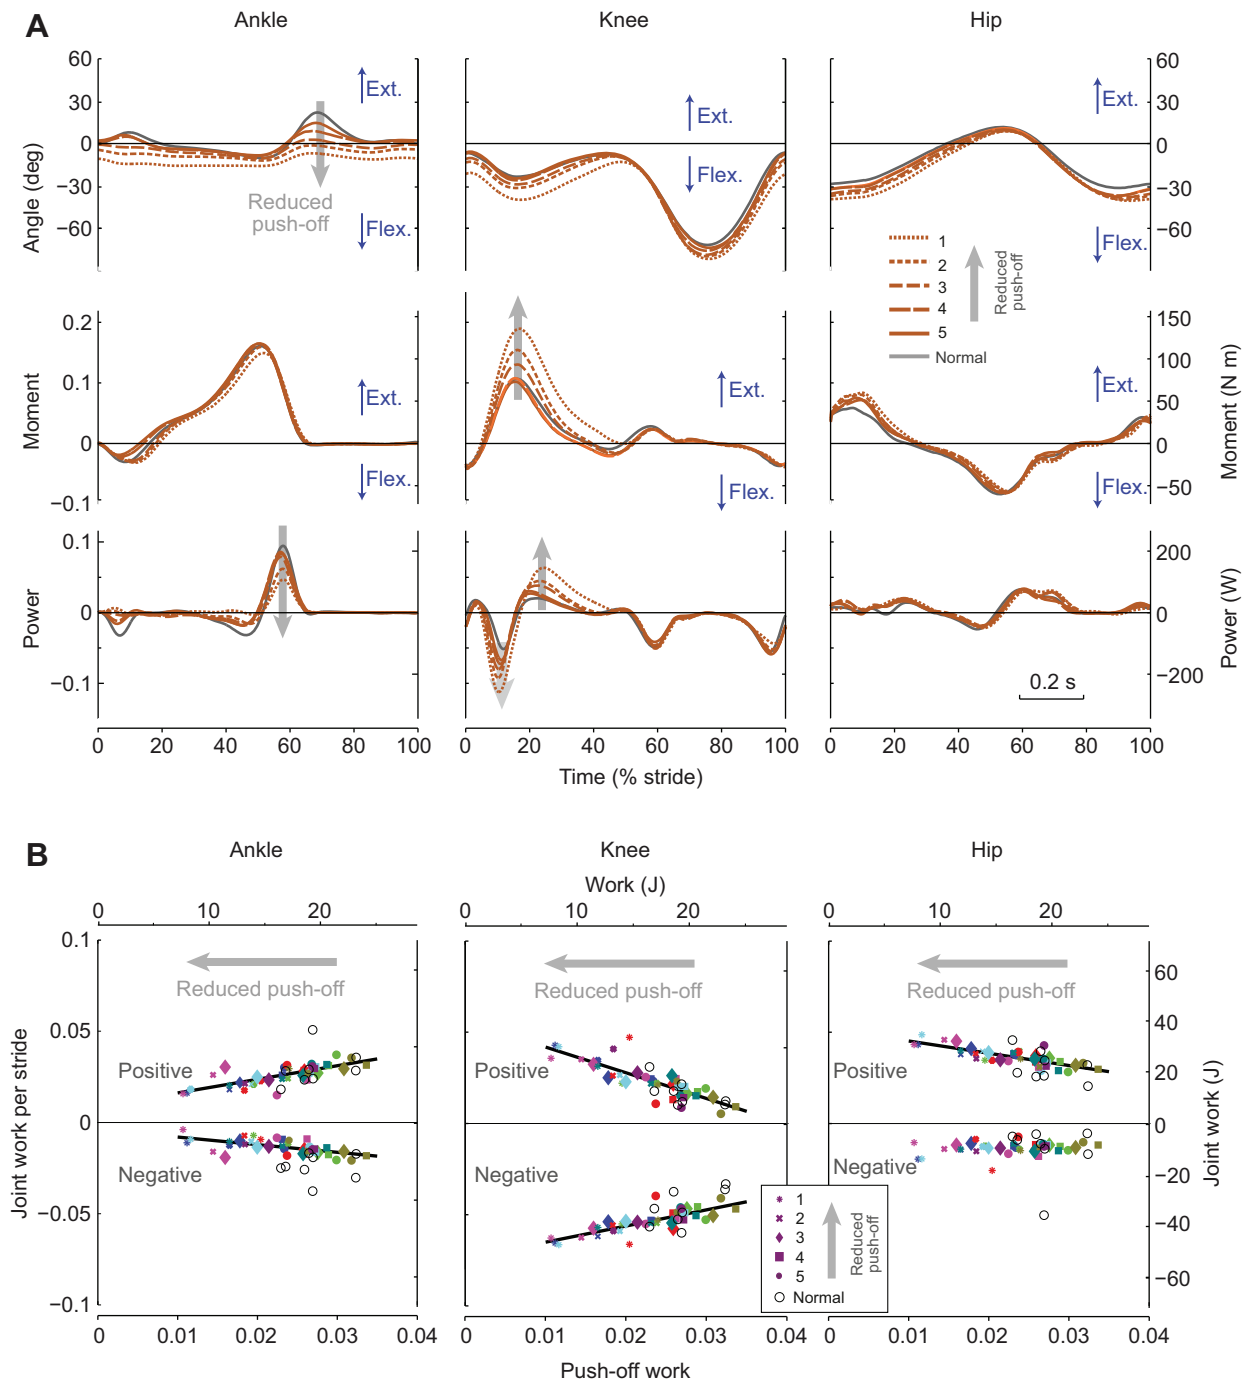 A
Ankle
Knee
Hip
60
30
0
−30
−60
Angle (deg)
Ext.
Reduced
push-off
Flex.
Ext.
Flex.
Ext.
Flex.
60
30
0
−30
−60
1
2
3
4
5
Normal
Reduced
push-off
0.2
0.1
0
−0.1
Moment
Ext.
Flex.
Ext.
Flex.
Ext.
Flex.
150
100
50
0
−50
Moment (N m)
0.1
0
−0.1
Power
200
0
−200
Power (W)
0.2 s
0 20 40 60 80 100
0 20 40 60 80 100
0 20 40 60 80 100
Time (% stride)
B
Ankle
Knee
Hip
Work (J)
0 10 20
0 10 20
0 10 20
0.1
0.05
0
−0.05
−0.1
Joint work per stride
Reduced push-off
Positive
Negative
Reduced push-off
Positive
Negative
Reduced push-off
Positive
Negative
60
40
20
0
−20
−40
−60
Joint work (J)
1
2
3
4
5
Normal
Reduced
push-off
0 0.01 0.02 0.03 0.04
0 0.01 0.02 0.03 0.04
0 0.01 0.02 0.03 0.04
Push-off work